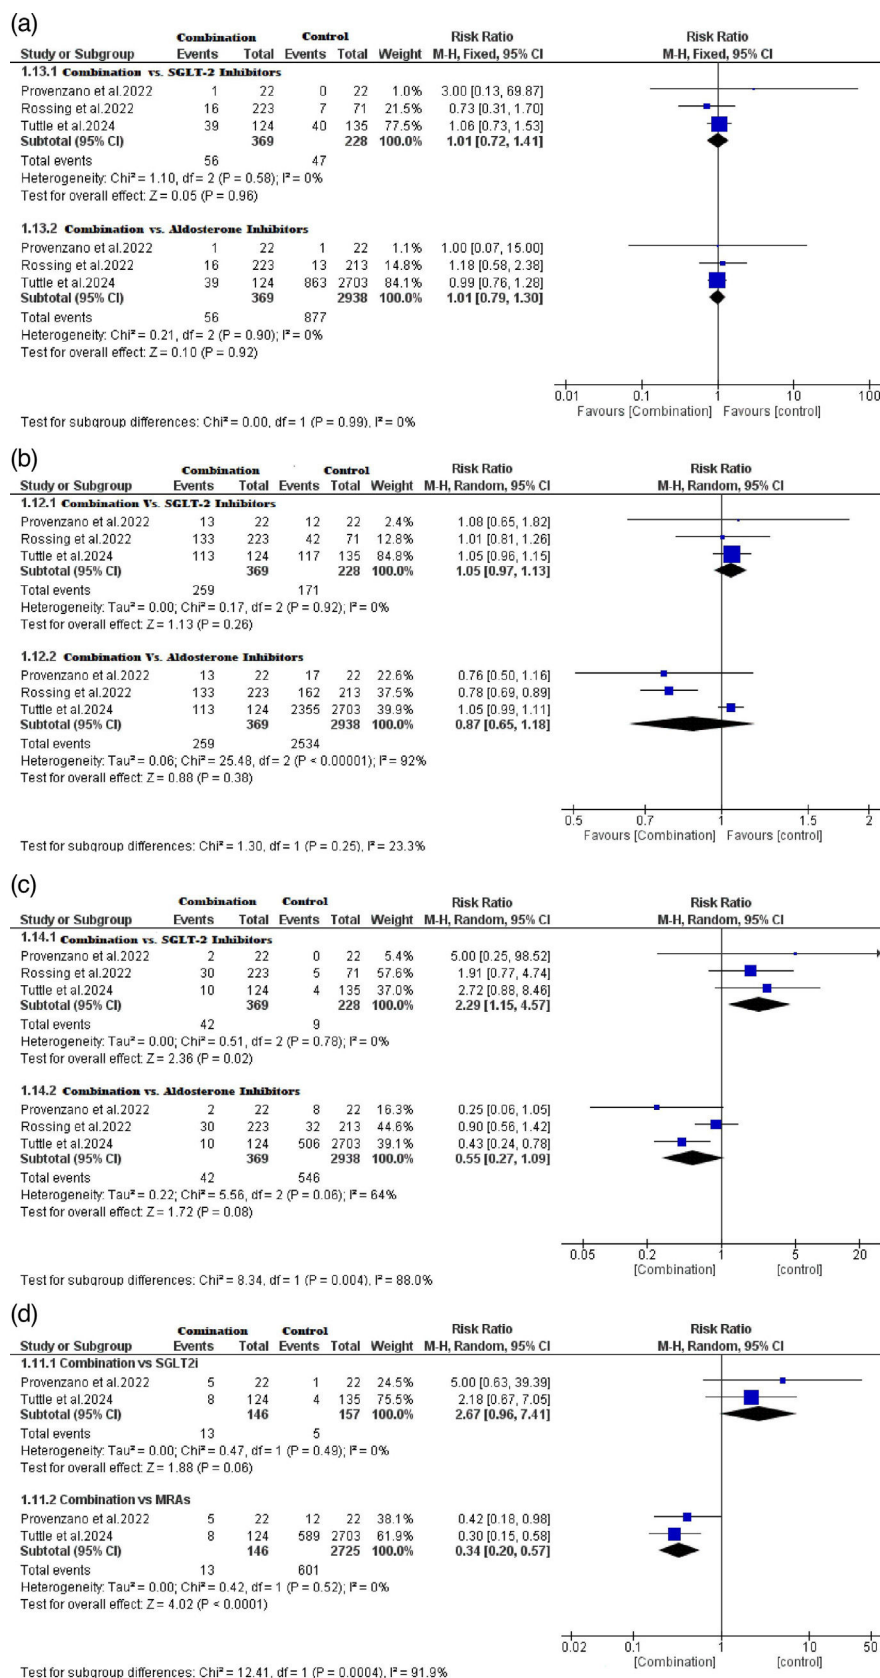 (a)
Combination Control Risk Ratio Risk Ratio
Study or Subgroup Events Total Events Total Weight M-H, Fixed, 95% CI M-H, Fixed, 95% CI
1.13.1 Combination vs. SGLT-2 Inhibitors
Provenzano et al.2022 1 22 0 22 1.0% 3.00 [0.13, 69.87]
Rossing et al.2022 16 223 7 71 21.5% 0.73 [0.31, 1.70]
Tuttle et al.2024 39 124 40 135 77.5% 1.06 [0.73, 1.53]
Subtotal (95% CI) 369 228 100.0% 1.01 [0.72, 1.41]
Total events 56 47
Heterogeneity: Chi² = 1.10, df = 2 (P = 0.58); I² = 0%
Test for overall effect: Z = 0.05 (P = 0.96)
1.13.2 Combination vs. Aldosterone Inhibitors
Provenzano et al.2022 1 22 1 22 1.1% 1.00 [0.07, 15.00]
Rossing et al.2022 16 223 13 213 14.8% 1.18 [0.58, 2.38]
Tuttle et al.2024 39 124 863 2703 84.1% 0.99 [0.76, 1.28]
Subtotal (95% CI) 369 2938 100.0% 1.01 [0.79, 1.30]
Total events 56 877
Heterogeneity: Chi² = 0.21, df = 2 (P = 0.90); I² = 0%
Test for overall effect: Z = 0.10 (P = 0.92)
0.01 0.1 1 10 100
Favours [Combination] Favours [control]
Test for subgroup differences: Chi² = 0.00, df = 1 (P = 0.99), I² = 0%
(b)
Combination Control Risk Ratio Risk Ratio
Study or Subgroup Events Total Events Total Weight M-H, Random, 95% CI M-H, Random, 95% CI
1.12.1 Combination Vs. SGLT-2 Inhibitors
Provenzano et al.2022 13 22 12 22 2.4% 1.08 [0.65, 1.82]
Rossing et al.2022 133 223 42 71 12.8% 1.01 [0.81, 1.26]
Tuttle et al.2024 113 124 117 135 84.8% 1.05 [0.96, 1.15]
Subtotal (95% CI) 369 228 100.0% 1.05 [0.97, 1.13]
Total events 259 171
Heterogeneity: Tau² = 0.00; Chi² = 0.17, df = 2 (P = 0.92); I² = 0%
Test for overall effect: Z = 1.13 (P = 0.26)
1.12.2 Combination Vs. Aldosterone Inhibitors
Provenzano et al.2022 13 22 17 22 22.6% 0.76 [0.50, 1.16]
Rossing et al.2022 133 223 162 213 37.5% 0.78 [0.69, 0.89]
Tuttle et al.2024 113 124 2355 2703 39.9% 1.05 [0.99, 1.11]
Subtotal (95% CI) 369 2938 100.0% 0.87 [0.65, 1.18]
Total events 259 2534
Heterogeneity: Tau² = 0.06; Chi² = 25.48, df = 2 (P < 0.00001); I² = 92%
Test for overall effect: Z = 0.88 (P = 0.38)
0.5 0.7 1 1.5 2
Favours [Combination] Favours [control]
Test for subgroup differences: Chi² = 1.30, df = 1 (P = 0.25), I² = 23.3%
(c)
Combination Control Risk Ratio Risk Ratio
Study or Subgroup Events Total Events Total Weight M-H, Random, 95% CI M-H, Random, 95% CI
1.14.1 Combination vs. SGLT-2 Inhibitors
Provenzano et al.2022 2 22 0 22 5.4% 5.00 [0.25, 98.52]
Rossing et al.2022 30 223 5 71 57.6% 1.91 [0.77, 4.74]
Tuttle et al.2024 10 124 4 135 37.0% 2.72 [0.88, 8.46]
Subtotal (95% CI) 369 228 100.0% 2.29 [1.15, 4.57]
Total events 42 9
Heterogeneity: Tau² = 0.00; Chi² = 0.51, df = 2 (P = 0.78); I² = 0%
Test for overall effect: Z = 2.36 (P = 0.02)
1.14.2 Combination vs. Aldosterone Inhibitors
Provenzano et al.2022 2 22 8 22 16.3% 0.25 [0.06, 1.05]
Rossing et al.2022 30 223 32 213 44.6% 0.90 [0.56, 1.42]
Tuttle et al.2024 10 124 506 2703 39.1% 0.43 [0.24, 0.78]
Subtotal (95% CI) 369 2938 100.0% 0.55 [0.27, 1.09]
Total events 42 546
Heterogeneity: Tau² = 0.22; Chi² = 5.56, df = 2 (P = 0.06); I² = 64%
Test for overall effect: Z = 1.72 (P = 0.08)
0.05 0.2 1 5 20
[Combination] [control]
Test for subgroup differences: Chi² = 8.34, df = 1 (P = 0.004), I² = 88.0%
(d)
Comination Control Risk Ratio Risk Ratio
Study or Subgroup Events Total Events Total Weight M-H, Random, 95% CI M-H, Random, 95% CI
1.11.1 Combination vs SGLT2i
Provenzano et al.2022 5 22 1 22 24.5% 5.00 [0.63, 39.39]
Tuttle et al.2024 8 124 4 135 75.5% 2.18 [0.67, 7.05]
Subtotal (95% CI) 146 157 100.0% 2.67 [0.96, 7.41]
Total events 13 5
Heterogeneity: Tau² = 0.00; Chi² = 0.47, df = 1 (P = 0.49); I² = 0%
Test for overall effect: Z = 1.88 (P = 0.06)
1.11.2 Combination vs MRAs
Provenzano et al.2022 5 22 12 22 38.1% 0.42 [0.18, 0.98]
Tuttle et al.2024 8 124 589 2703 61.9% 0.30 [0.15, 0.58]
Subtotal (95% CI) 146 2725 100.0% 0.34 [0.20, 0.57]
Total events 13 601
Heterogeneity: Tau² = 0.00; Chi² = 0.42, df = 1 (P = 0.52); I² = 0%
Test for overall effect: Z = 4.02 (P < 0.0001)
0.02 0.1 1 10 50
[Combination] [control]
Test for subgroup differences: Chi² = 12.41, df = 1 (P = 0.0004), I² = 91.9%